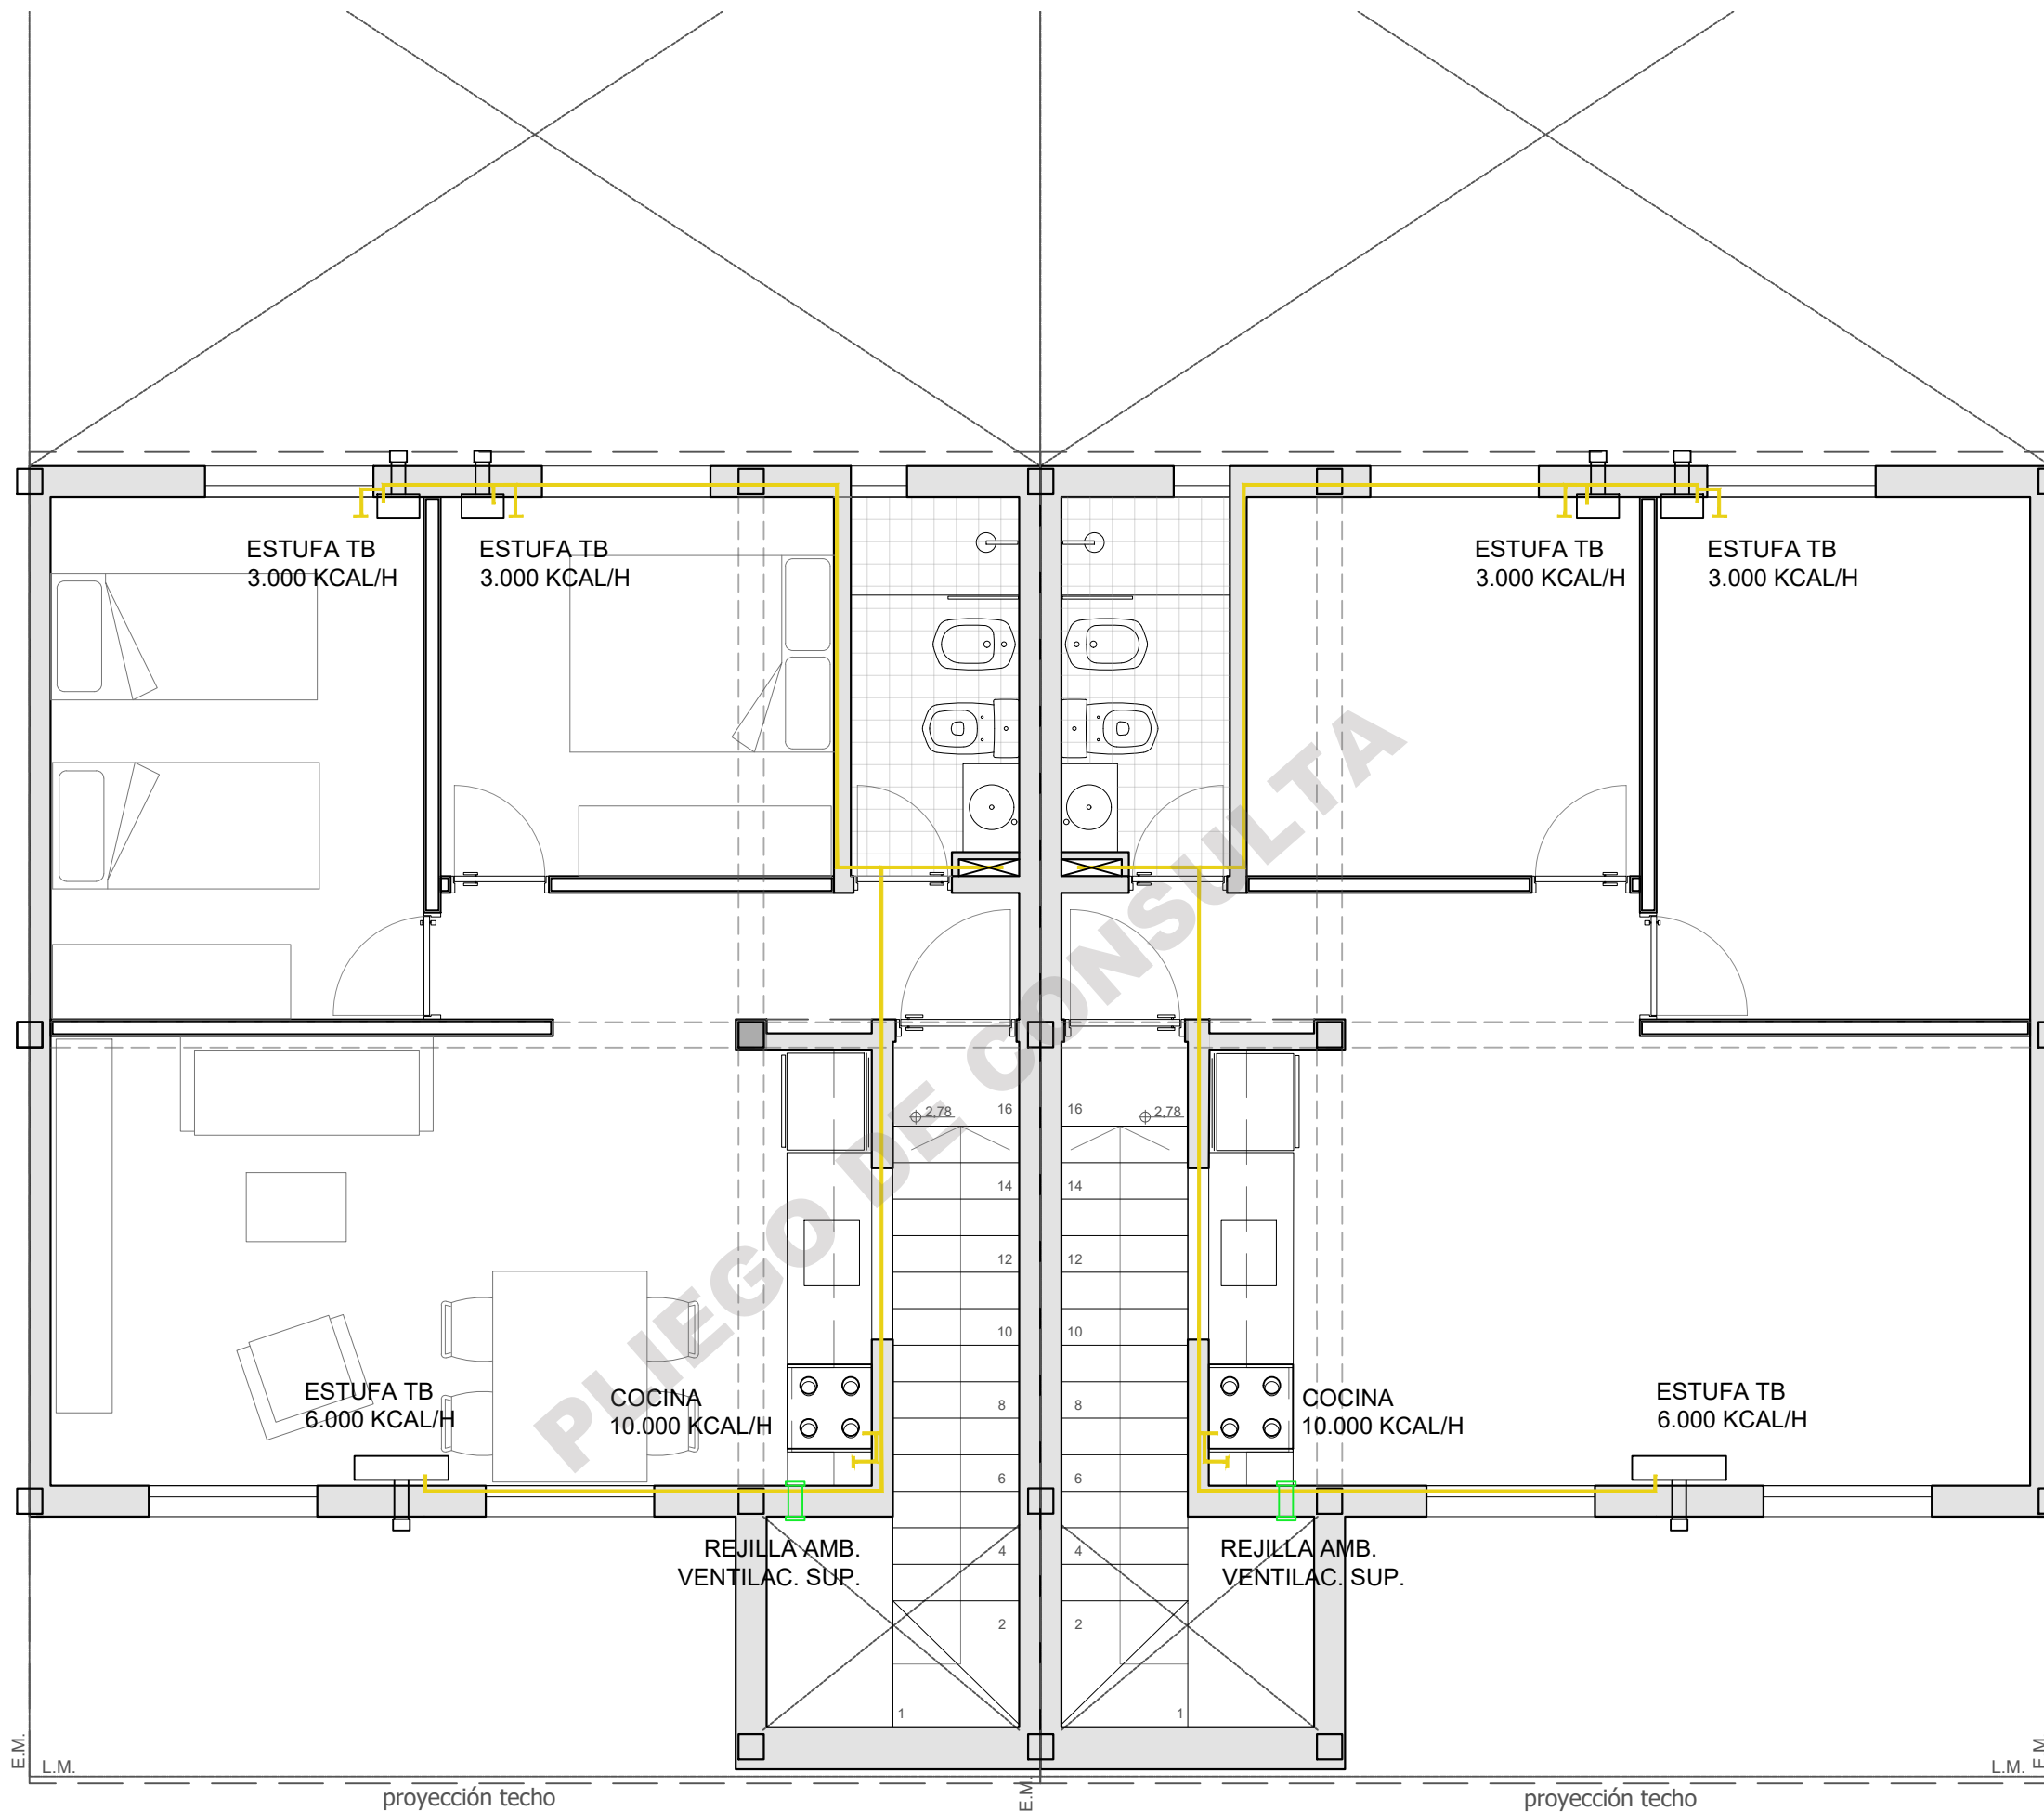 ESTUFA TB
3.000 KCAL/H
ESTUFA TB
3.000 KCAL/H
ESTUFA TB
3.000 KCAL/H
ESTUFA TB
3.000 KCAL/H
PLIEGO DE CONSULTA
2,78
16
16
2,78
14
14
12
12
10
10
ESTUFA TB
6.000 KCAL/H
COCINA
10.000 KCAL/H
8
8
COCINA
10.000 KCAL/H
ESTUFA TB
6.000 KCAL/H
6
6
REJILLA AMB.
VENTILAC. SUP.
4
4
REJILLA AMB.
VENTILAC. SUP.
2
2
1
1
E.M.
L.M.
E.M.
L.M.
E.M.
proyección techo
proyección techo